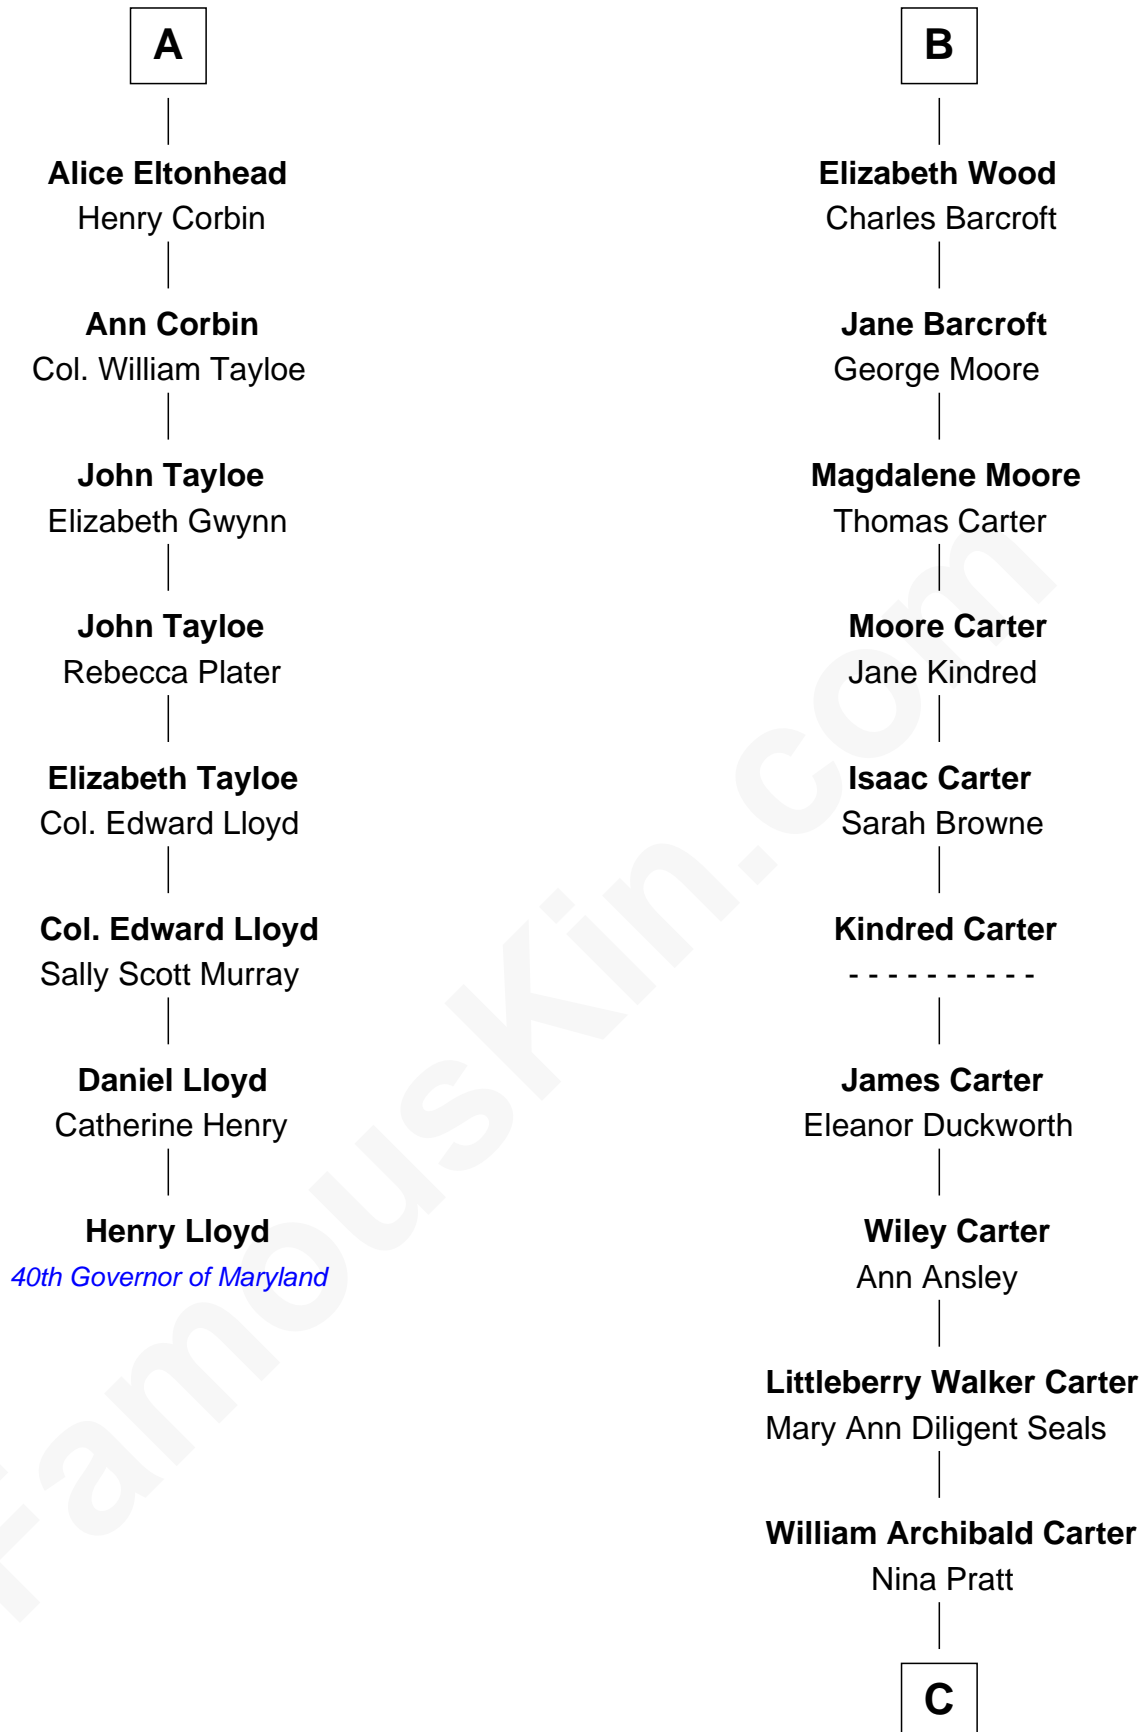 A
Alice Eltonhead
Henry Corbin
Ann Corbin
Col. William Tayloe
John Tayloe
Elizabeth Gwynn
John Tayloe
Rebecca Plater
Elizabeth Tayloe
Col. Edward Lloyd
Col. Edward Lloyd
Sally Scott Murray
Daniel Lloyd
Catherine Henry
Henry Lloyd
40th Governor of Maryland
B
Elizabeth Wood
Charles Barcroft
Jane Barcroft
George Moore
Magdalene Moore
Thomas Carter
Moore Carter
Jane Kindred
Isaac Carter
Sarah Browne
Kindred Carter
- - - - - - - - - -
James Carter
Eleanor Duckworth
Wiley Carter
Ann Ansley
Littleberry Walker Carter
Mary Ann Diligent Seals
William Archibald Carter
Nina Pratt
C
FamousKin.com